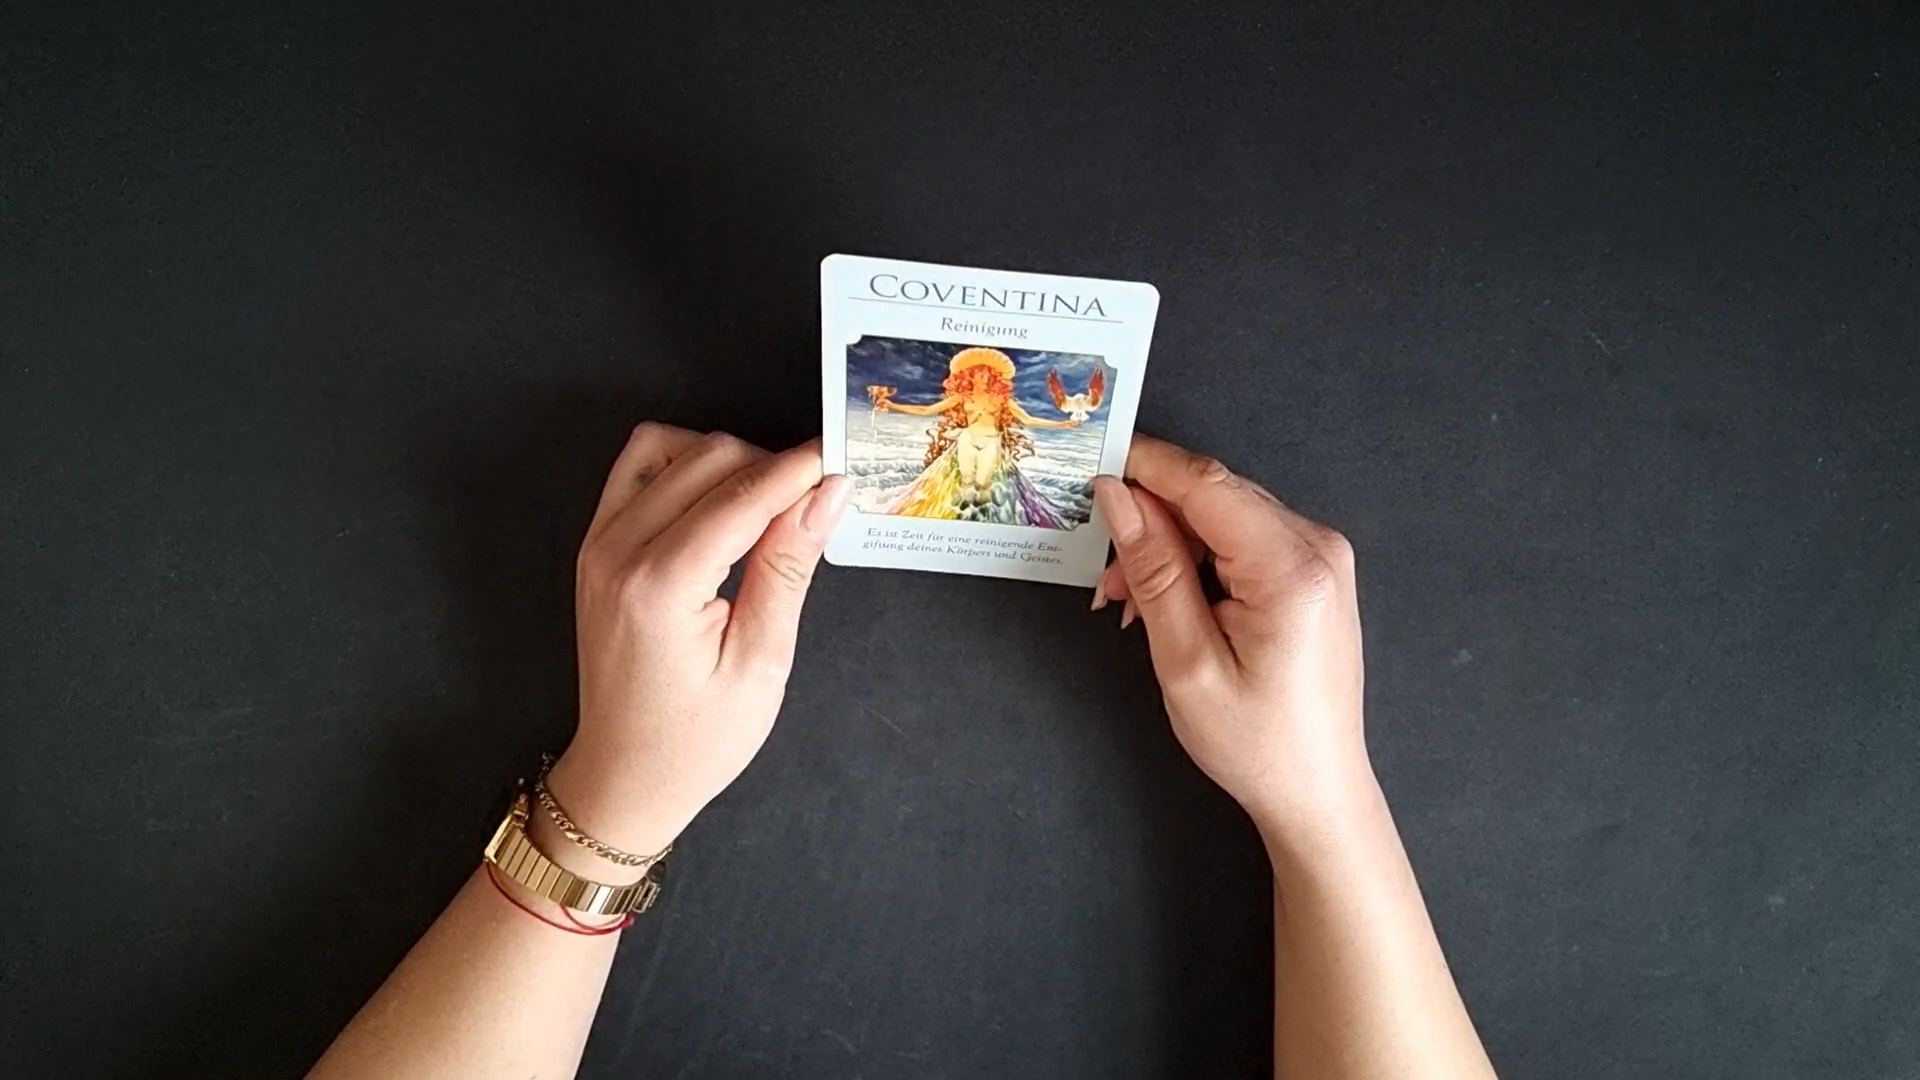 COVENTINA
Reinigung
Es ist Zeit für eine reinigende Ent-
giftung deines Körpers und Geistes.